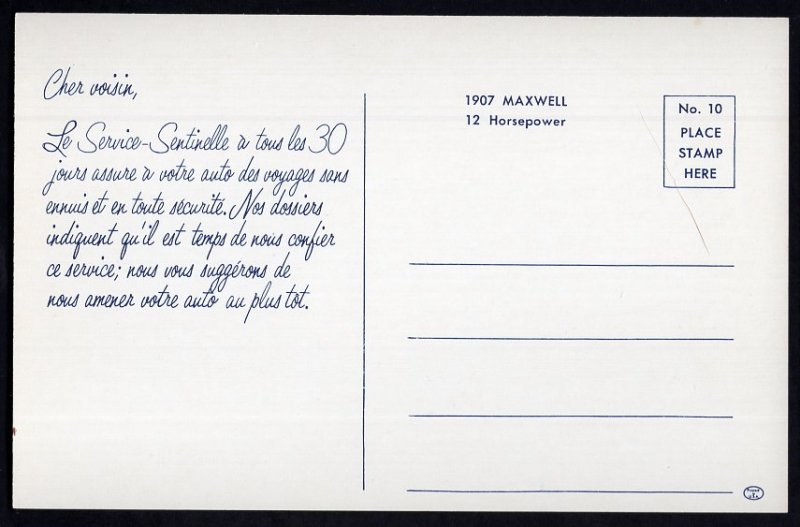 Cher voisin,
Le Service-Sentinelle à tous les 30
jours assure à votre auto des voyages sans
ennuis et en toute sécurité. Nos dossiers
indiquent qu'il est temps de nous confier
ce service; nous vous suggérons de
nous amener votre auto au plus tot.
1907 MAXWELL
12 Horsepower
No. 10
PLACE
STAMP
HERE